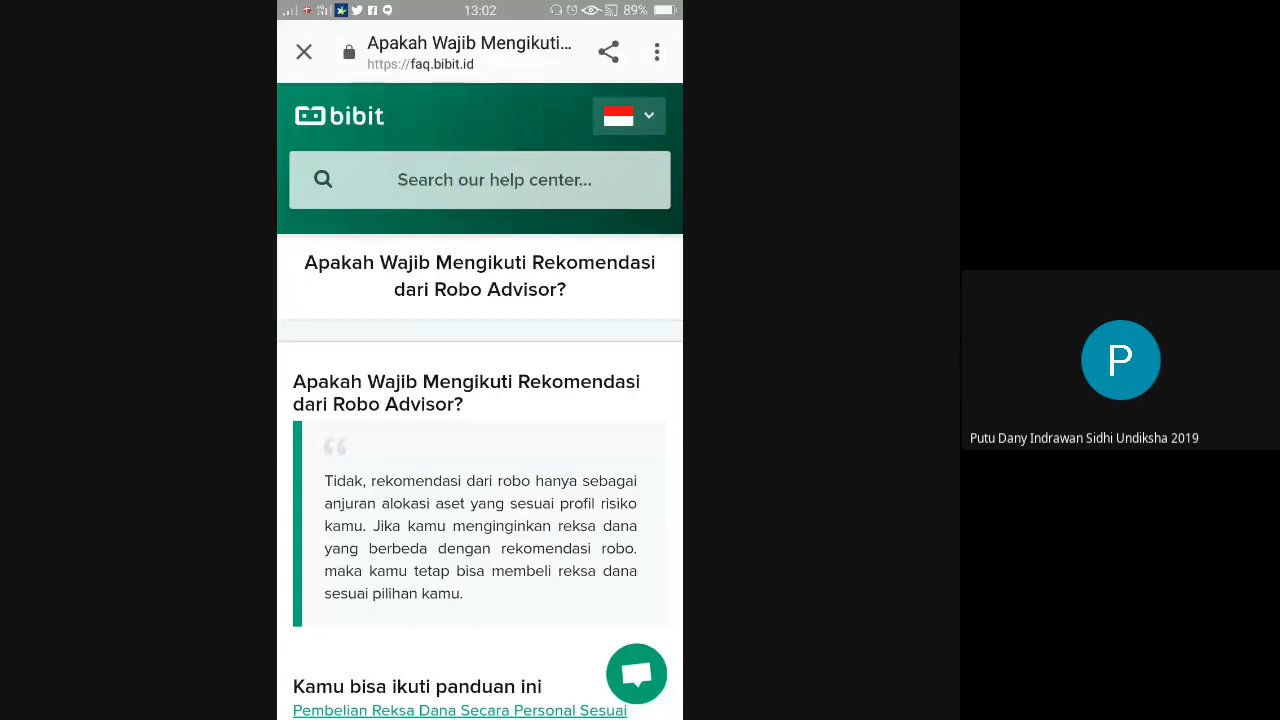 13:02
89%
Apakah Wajib Mengikuti...
https://faq.bibit.id
bibit
Search our help center...
Apakah Wajib Mengikuti Rekomendasi
dari Robo Advisor?
Apakah Wajib Mengikuti Rekomendasi
dari Robo Advisor?
Tidak, rekomendasi dari robo hanya sebagai
anjuran alokasi aset yang sesuai profil risiko
kamu. Jika kamu menginginkan reksa dana
yang berbeda dengan rekomendasi robo.
maka kamu tetap bisa membeli reksa dana
sesuai pilihan kamu.
Kamu bisa ikuti panduan ini
Pembelian Reksa Dana Secara Personal Sesuai
P
Putu Dany Indrawan Sidhi Undiksha 2019